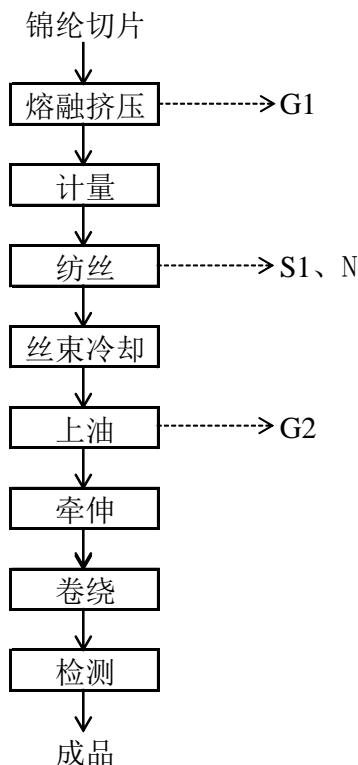 锦纶切片
熔融挤压 G1
计量
纺丝 S1、N
丝束冷却
上油 G2
牵伸
卷绕
检测
成品